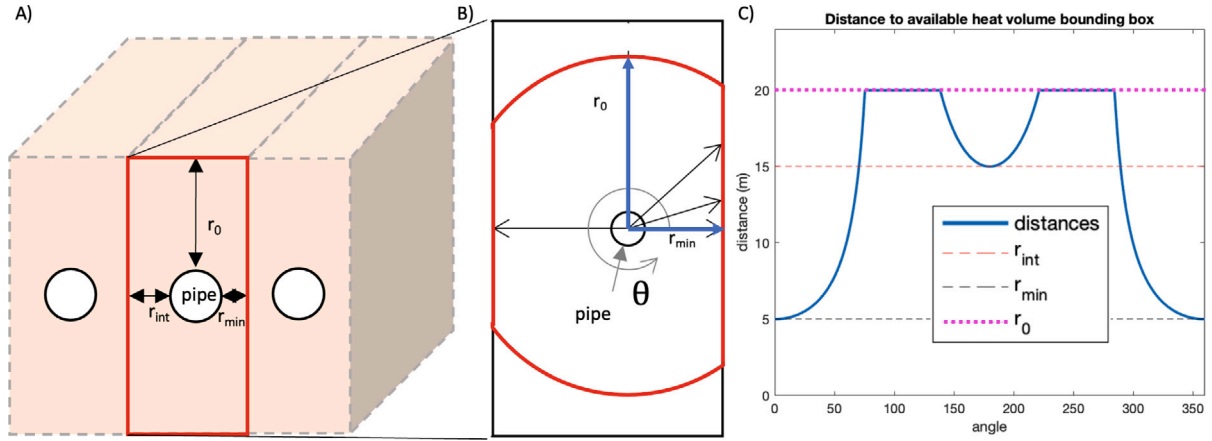 A)
r0
pipe
rint
rmin
B)
r0
rmin
θ
pipe
C)
Distance to available heat volume bounding box
distance (m)
20
15
10
5
0
distances
rint
rmin
r0
0 50 100 150 200 250 300 350
angle